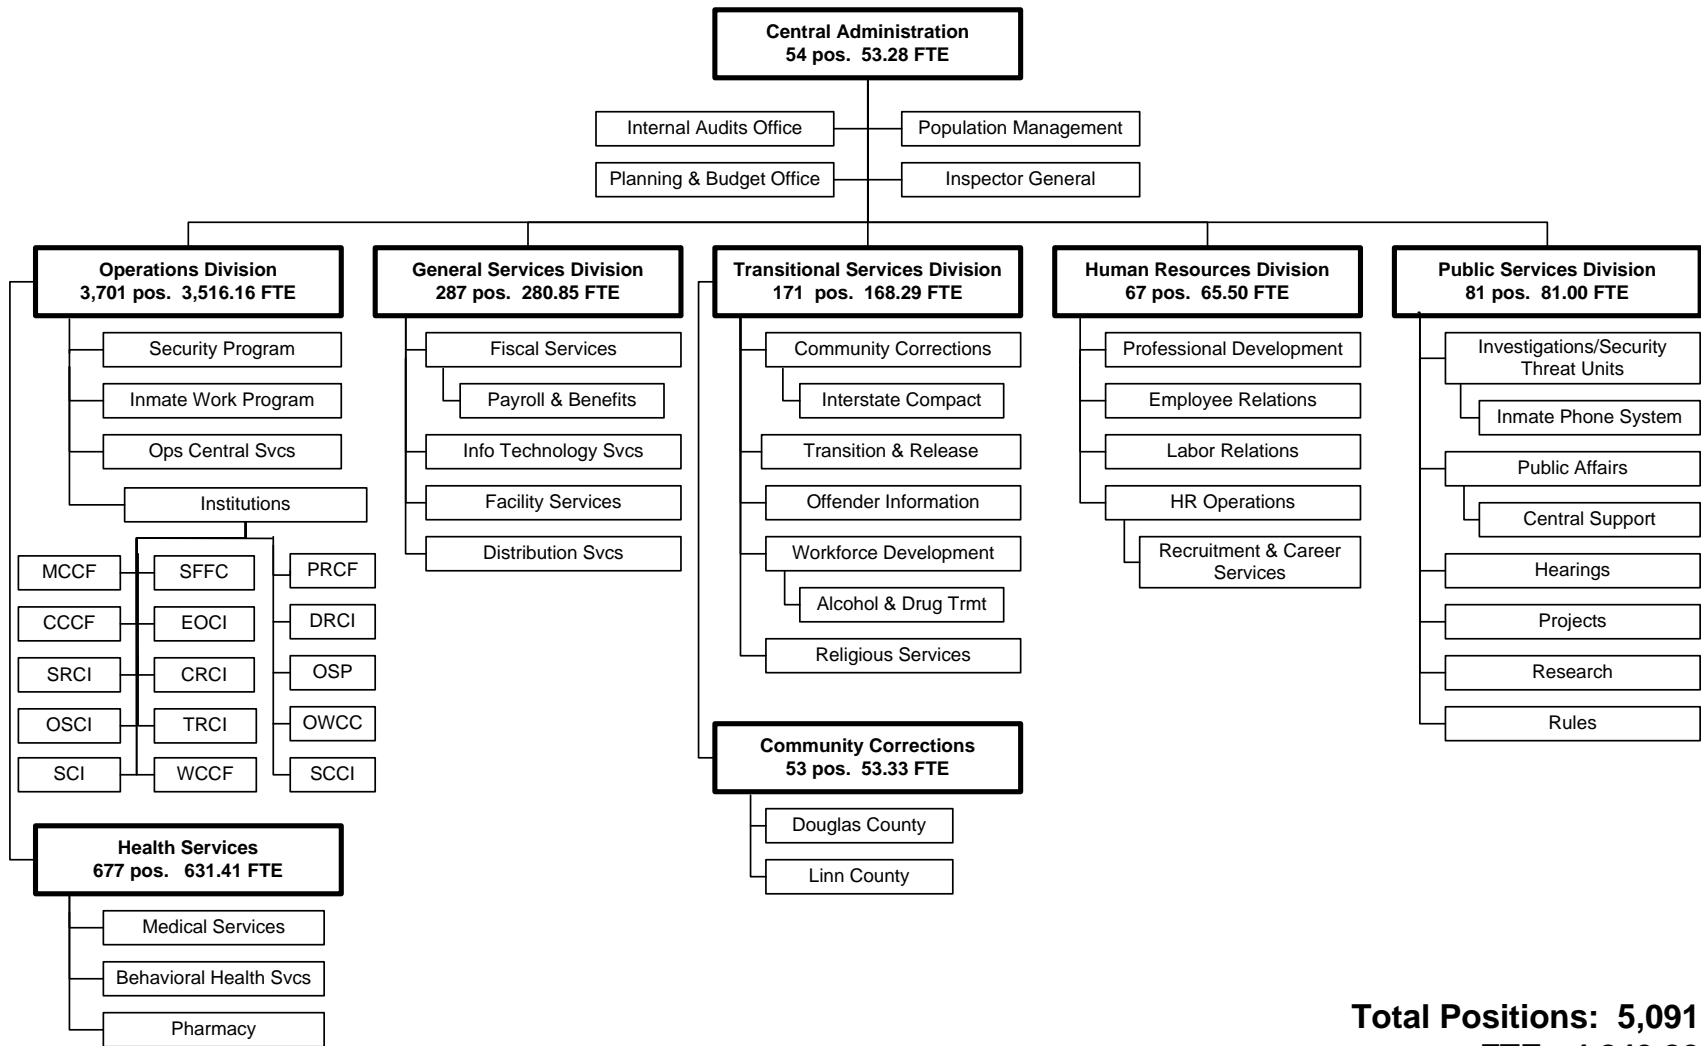 Central Administration
54 pos. 53.28 FTE
Internal Audits Office
Population Management
Planning & Budget Office
Inspector General
Operations Division
3,701 pos. 3,516.16 FTE
Security Program
Inmate Work Program
Ops Central Svcs
Institutions
MCCF
SFFC
PRCF
CCCF
EOCI
DRCI
SRCI
CRCI
OSP
OSCI
TRCI
OWCC
SCI
WCCF
SCCI
Health Services
677 pos. 631.41 FTE
Medical Services
Behavioral Health Svcs
Pharmacy
General Services Division
287 pos. 280.85 FTE
Fiscal Services
Payroll & Benefits
Info Technology Svcs
Facility Services
Distribution Svcs
Transitional Services Division
171 pos. 168.29 FTE
Community Corrections
Interstate Compact
Transition & Release
Offender Information
Workforce Development
Alcohol & Drug Trmt
Religious Services
Community Corrections
53 pos. 53.33 FTE
Douglas County
Linn County
Human Resources Division
67 pos. 65.50 FTE
Professional Development
Employee Relations
Labor Relations
HR Operations
Recruitment & Career
Services
Public Services Division
81 pos. 81.00 FTE
Investigations/Security
Threat Units
Inmate Phone System
Public Affairs
Central Support
Hearings
Projects
Research
Rules
Total Positions: 5,091